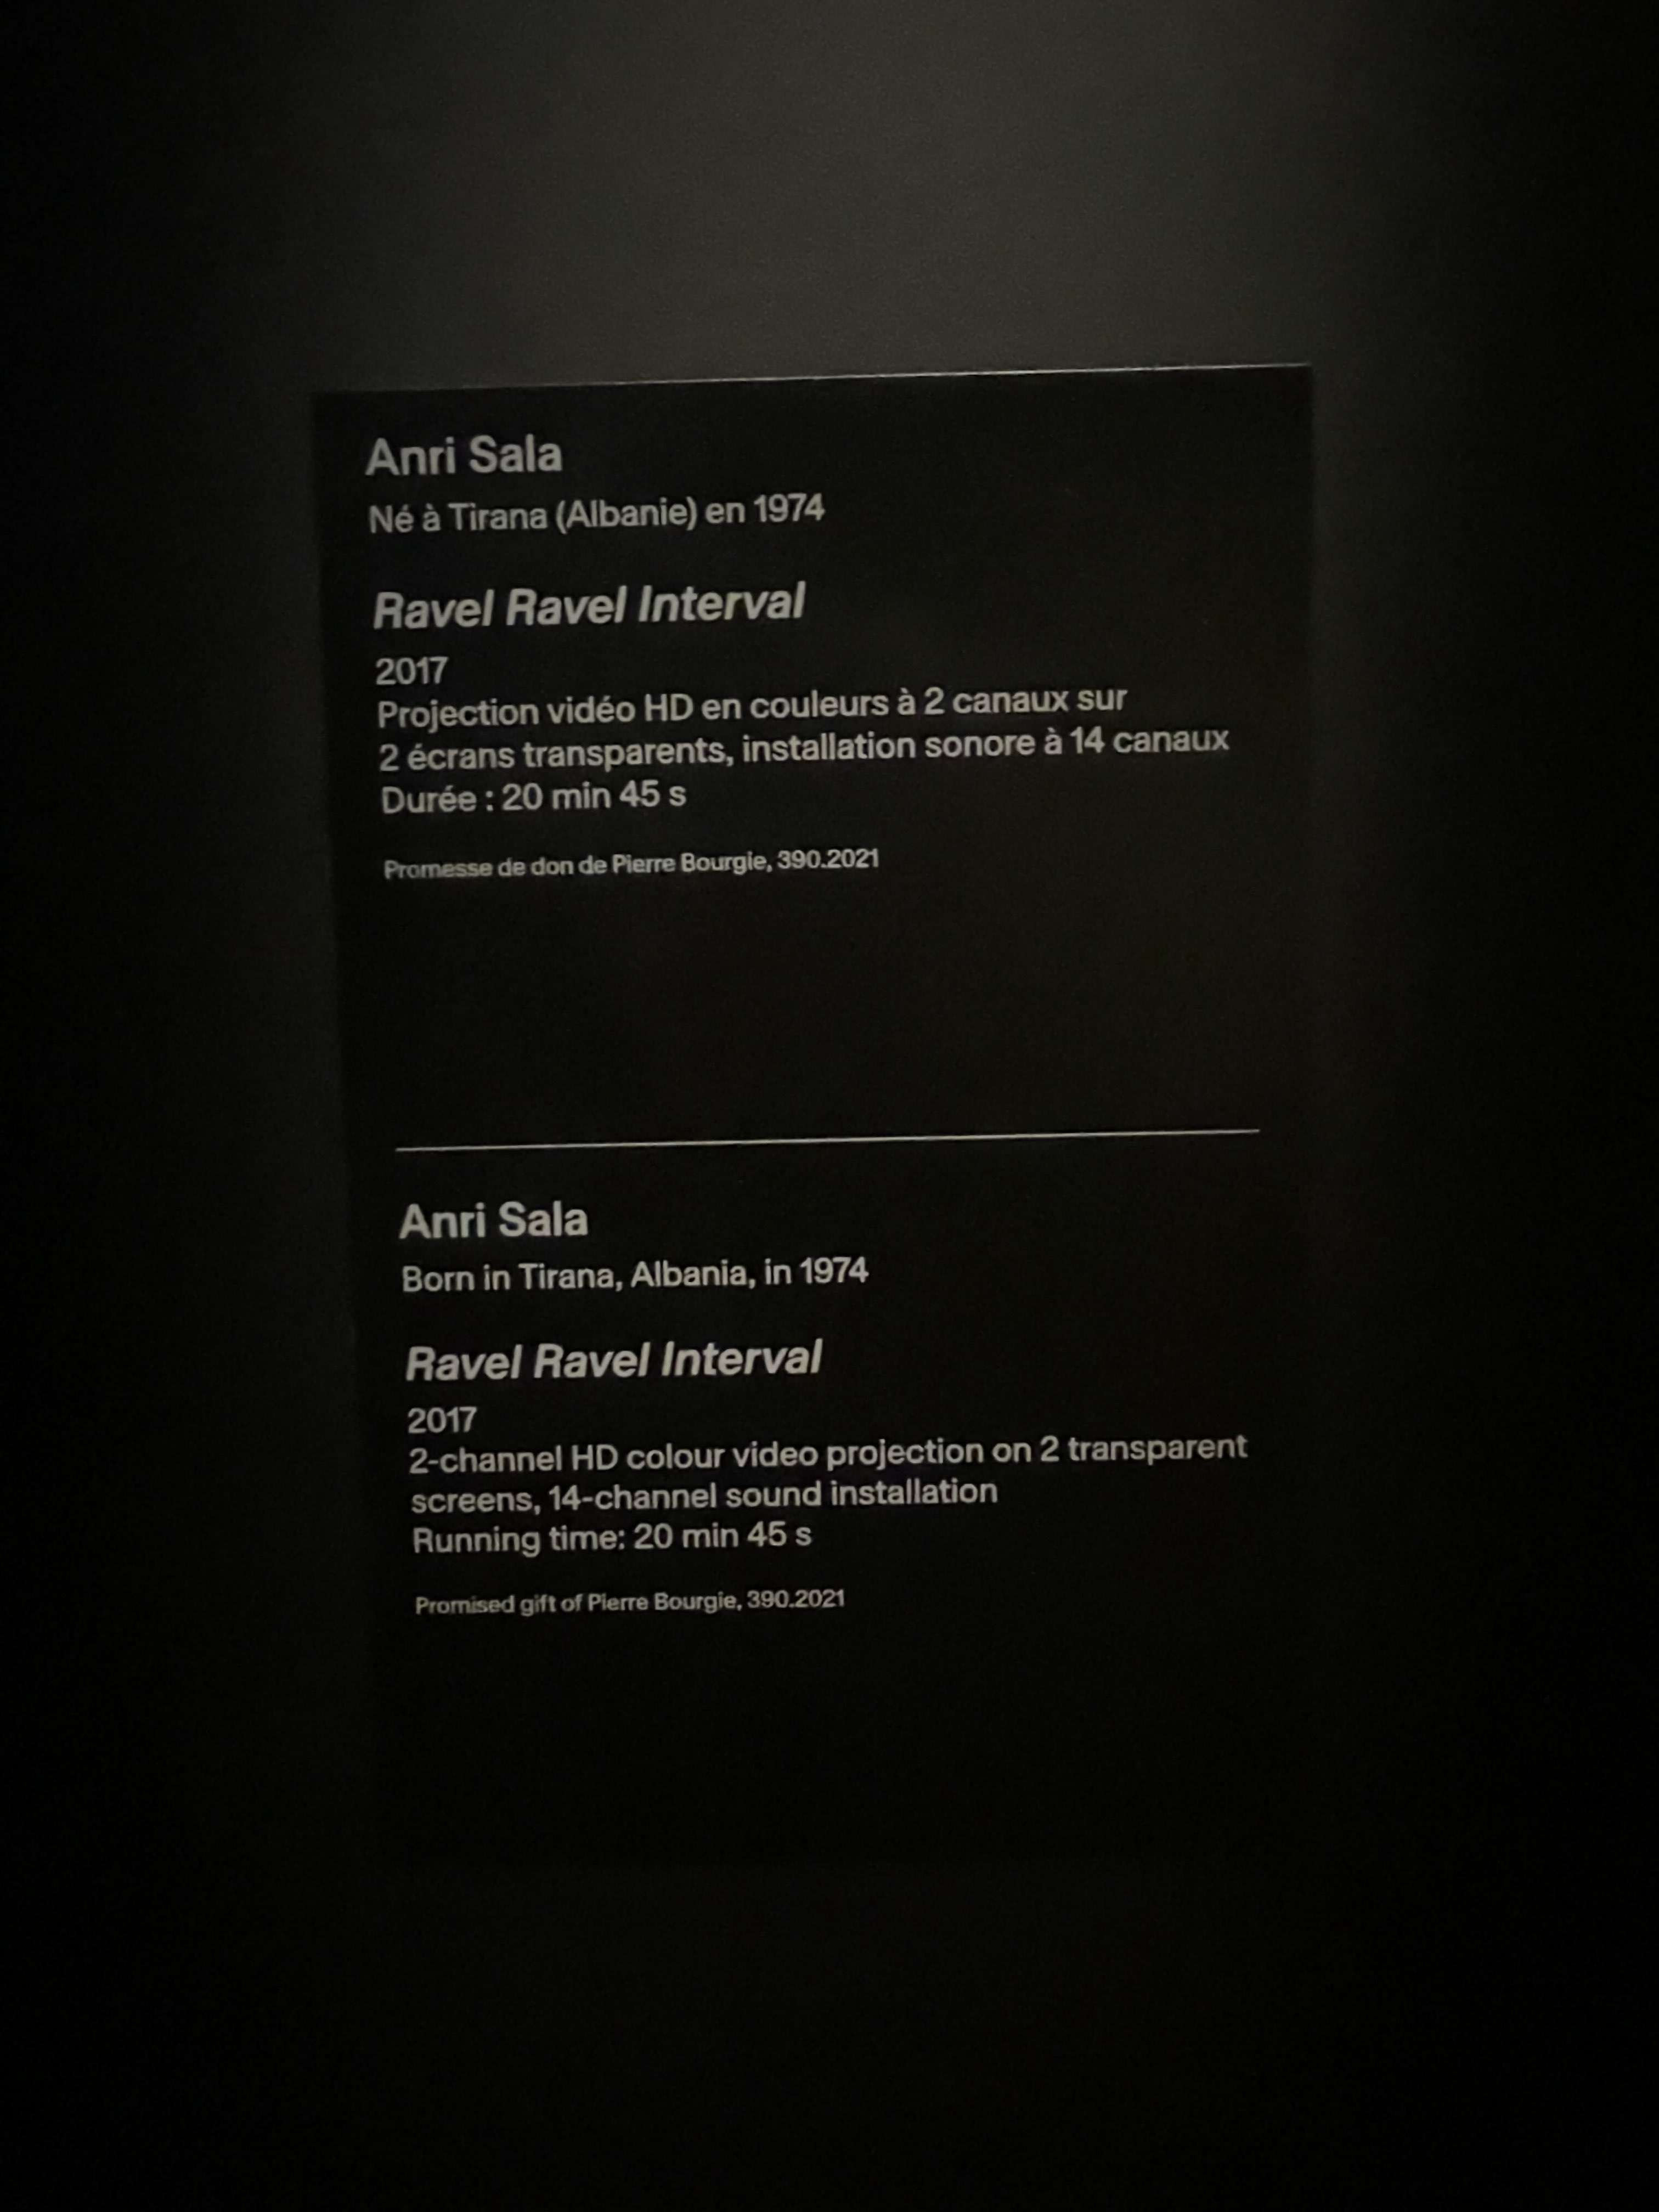 Anri Sala
Né à Tirana (Albanie) en 1974
Ravel Ravel Interval
2017
Projection vidéo HD en couleurs à 2 canaux sur
2 écrans transparents, installation sonore à 14 canaux
Durée : 20 min 45 s
Promesse de don de Pierre Bourgie, 390.2021
Anri Sala
Born in Tirana, Albania, in 1974
Ravel Ravel Interval
2017
2-channel HD colour video projection on 2 transparent
screens, 14-channel sound installation
Running time: 20 min 45 s
Promised gift of Pierre Bourgie, 390.2021